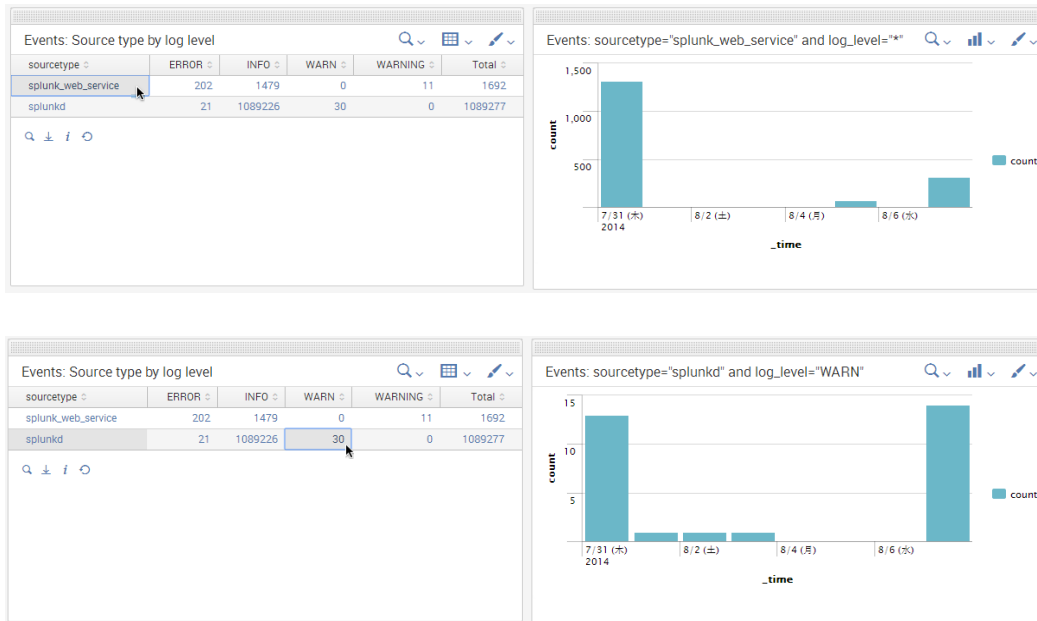 Events: Source type by log level
sourcetype ERROR INFO WARN WARNING Total
splunk_web_service 202 1479 0 11 1692
splunkd 21 1089226 30 0 1089277
i
Events: sourcetype="splunk_web_service" and log_level="*"
1,500
1,000
500
count
7/31 (木) 8/2 (土) 8/4 (月) 8/6 (水)
2014
_time
count
Events: Source type by log level
sourcetype ERROR INFO WARN WARNING Total
splunk_web_service 202 1479 0 11 1692
splunkd 21 1089226 30 0 1089277
i
Events: sourcetype="splunkd" and log_level="WARN"
15
10
5
count
7/31 (木) 8/2 (土) 8/4 (月) 8/6 (水)
2014
_time
count